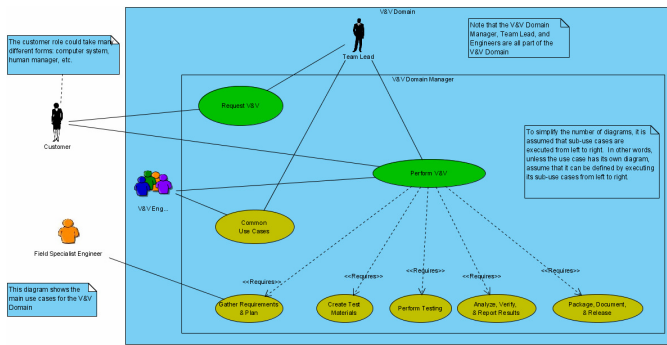 V&V Domain
The customer role could take many
different forms: computer system,
human manager, etc.
Note that the V&V Domain
Manager, Team Lead, and
Engineers are all part of the
V&V Domain
Team Lead
V&V Domain Manager
Request V&V
Customer
To simplify the number of diagrams, it is
assumed that sub-use cases are
executed from left to right. In other words,
unless the use case has its own diagram,
assume that it can be defined by executing
its sub-use cases from left to right.
Perform V&V
V&V Eng...
Common
Use Cases
Field Specialist Engineer
<<Requires>>
<<Requires>>
<<Requires>>
<<Requires>>
<<Requires>>
This diagram shows the
main use cases for the V&V
Domain
Gather Requirements
& Plan
Create Test
Materials
Perform Testing
Analyze, Verify,
& Report Results
Package, Document,
& Release